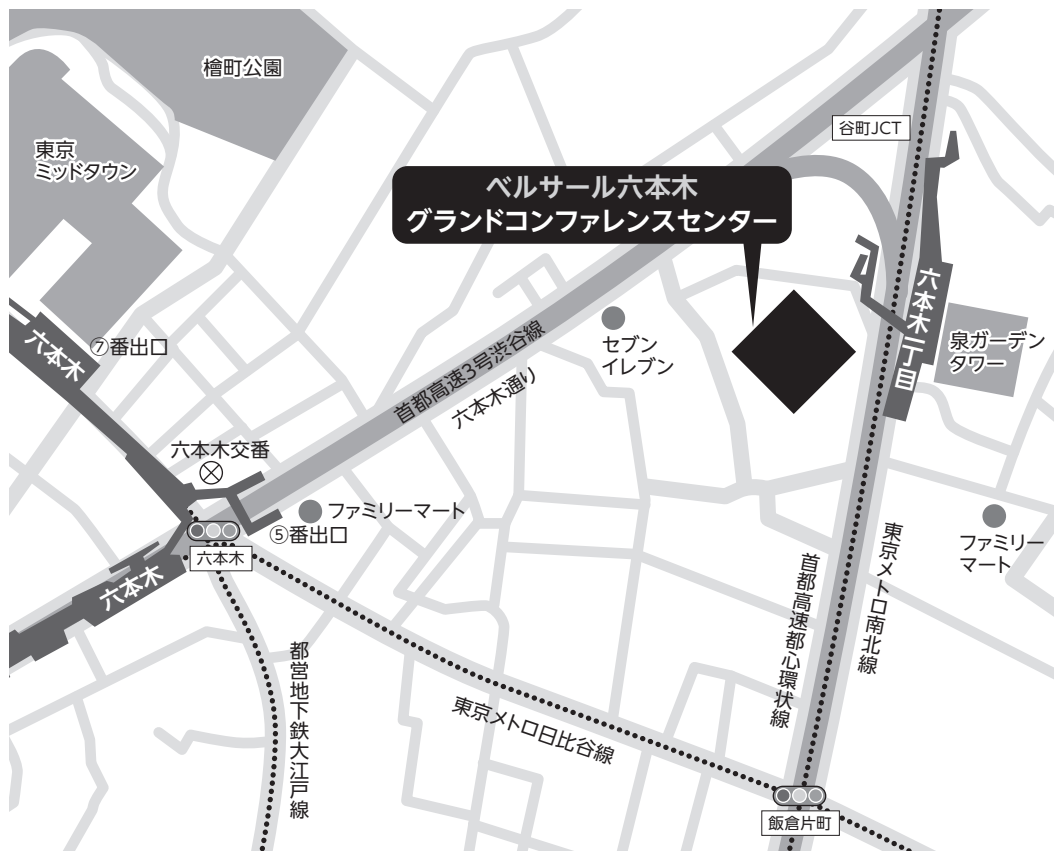 檜町公園
東京
ミッドタウン
谷町JCT
ベルサール六本木
グランドコンファレンスセンター
六本木一丁目
泉ガーデン
タワー
六本木
⑦番出口
首都高速3号渋谷線
六本木通り
セブン
イレブン
六本木交番
ファミリーマート
⑤番出口
六本木
六本木
ファミリー
マート
東京メトロ南北線
首都高速都心環状線
都営地下鉄大江戸線
東京メトロ日比谷線
飯倉片町